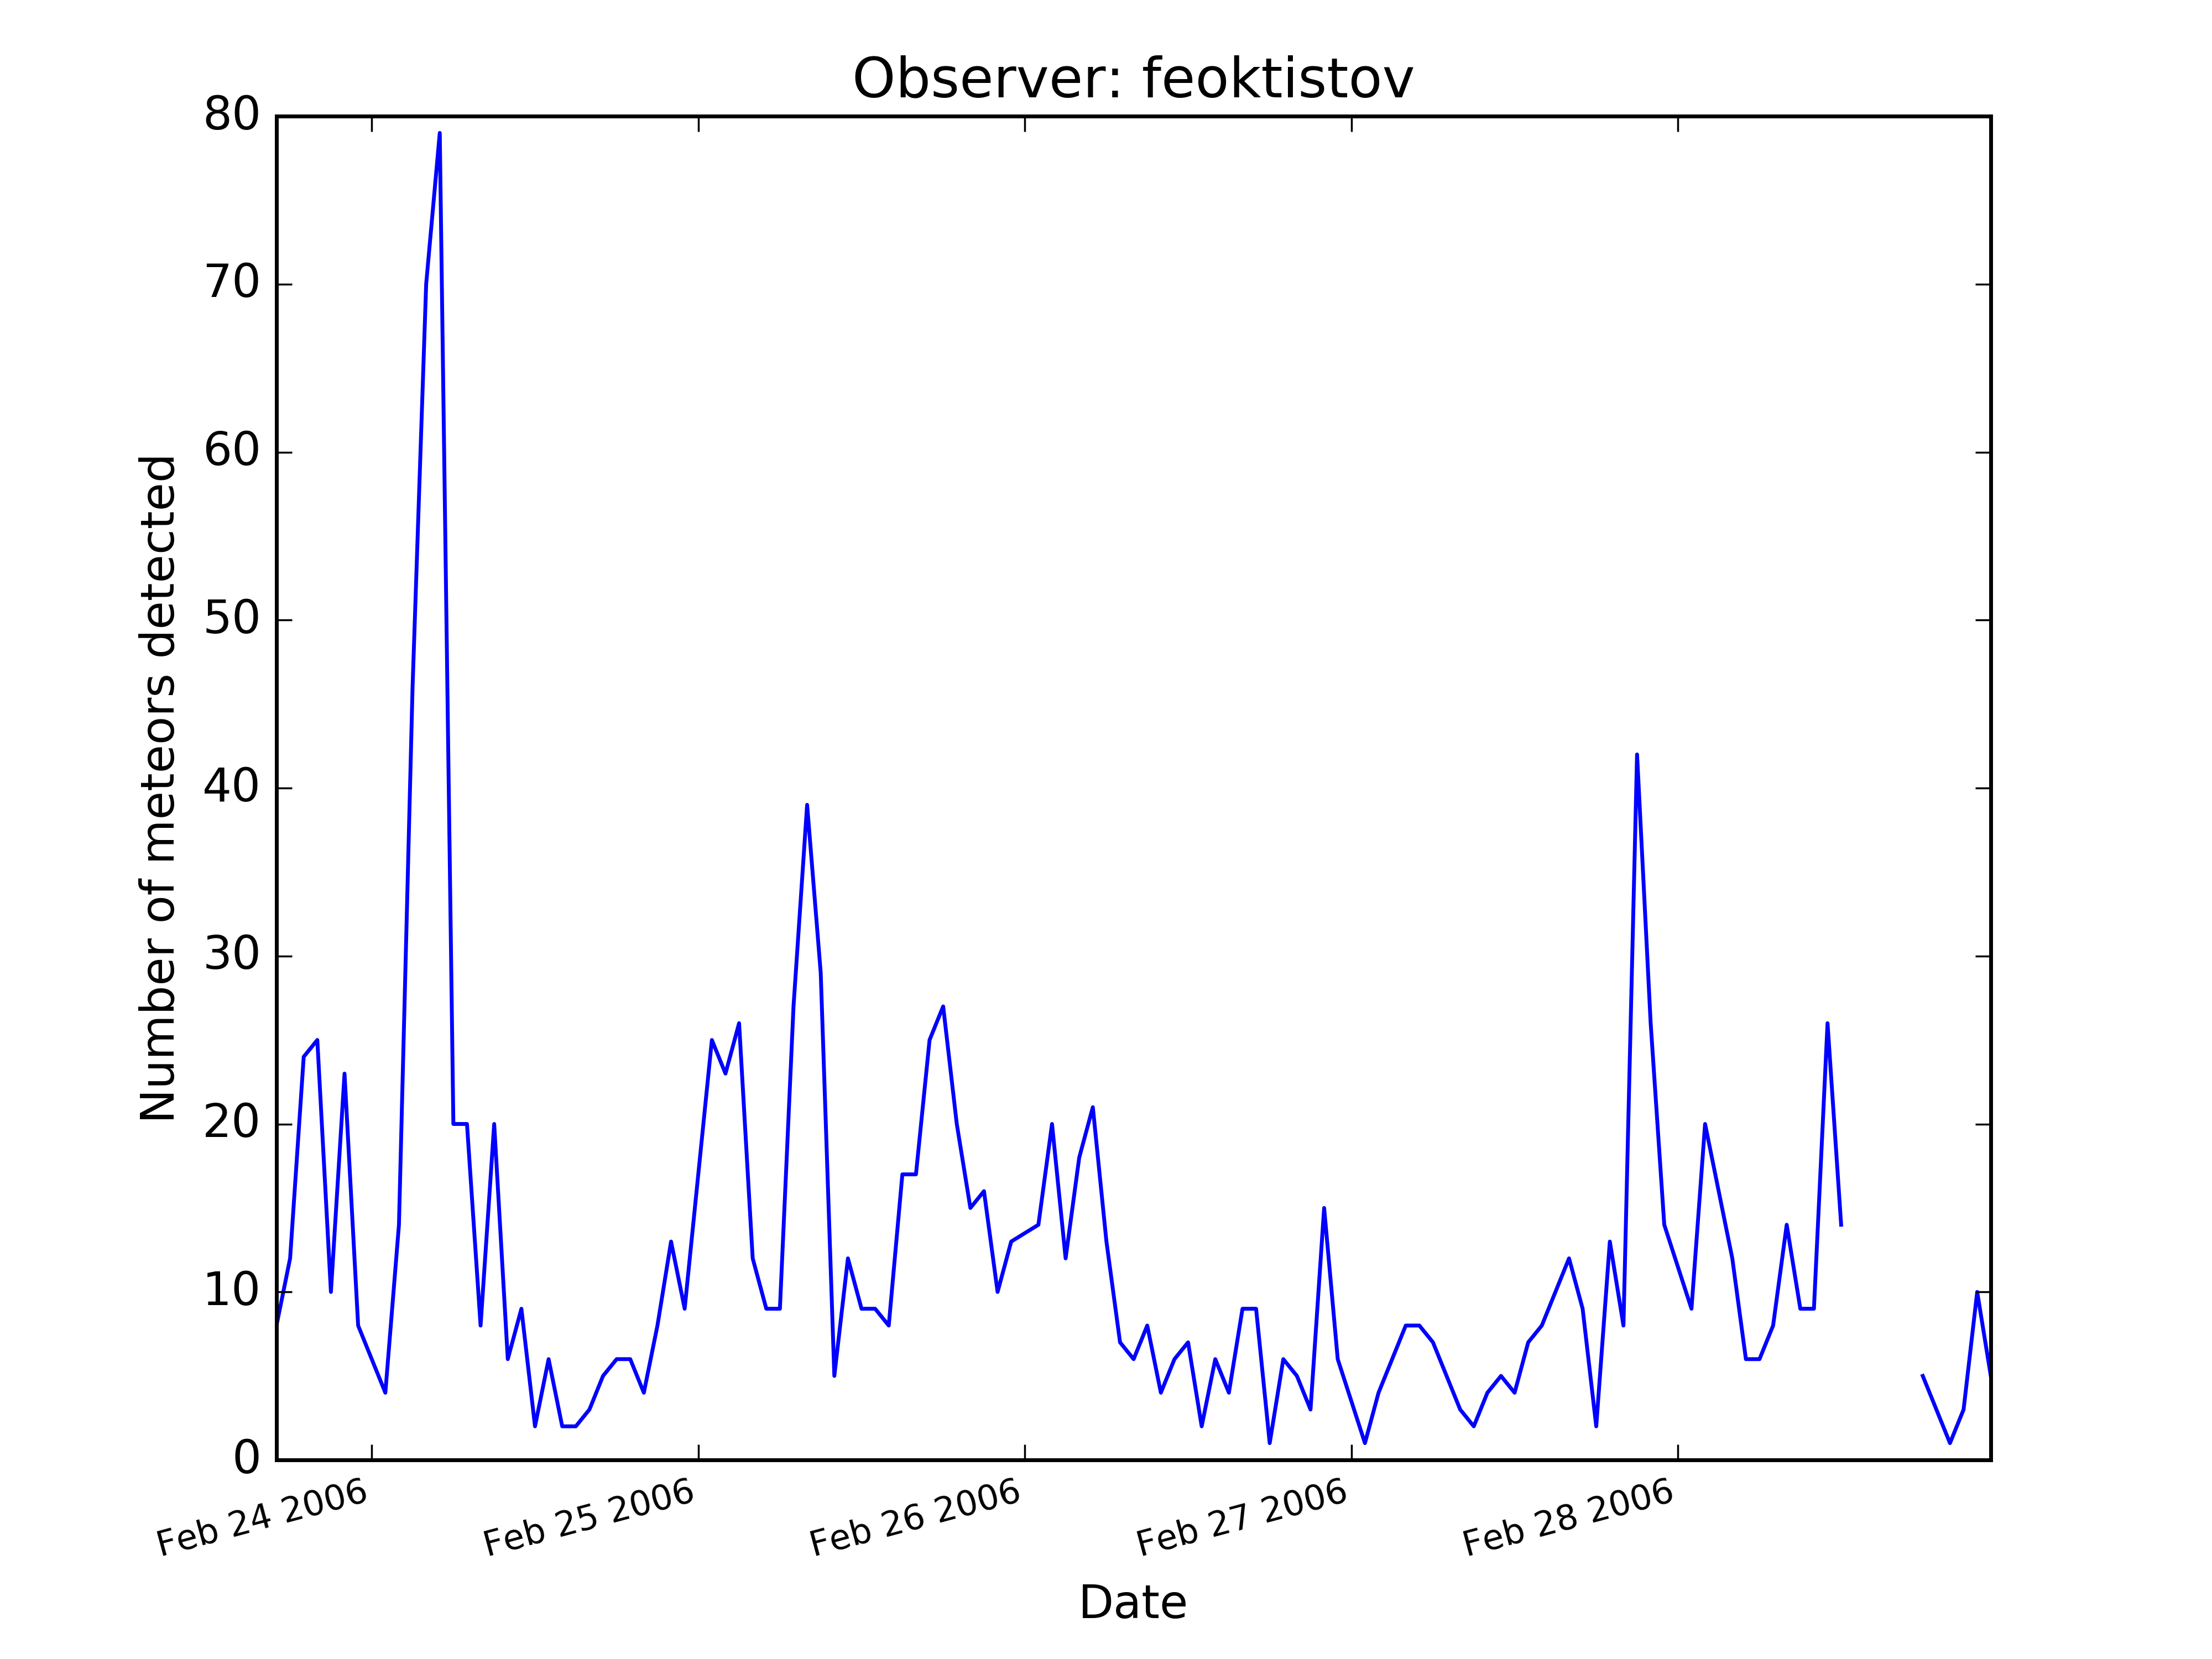 Observer: feoktistov
Number of meteors detected
80
70
60
50
40
30
20
10
0
Feb 24 2006
Feb 25 2006
Feb 26 2006
Feb 27 2006
Feb 28 2006
Date